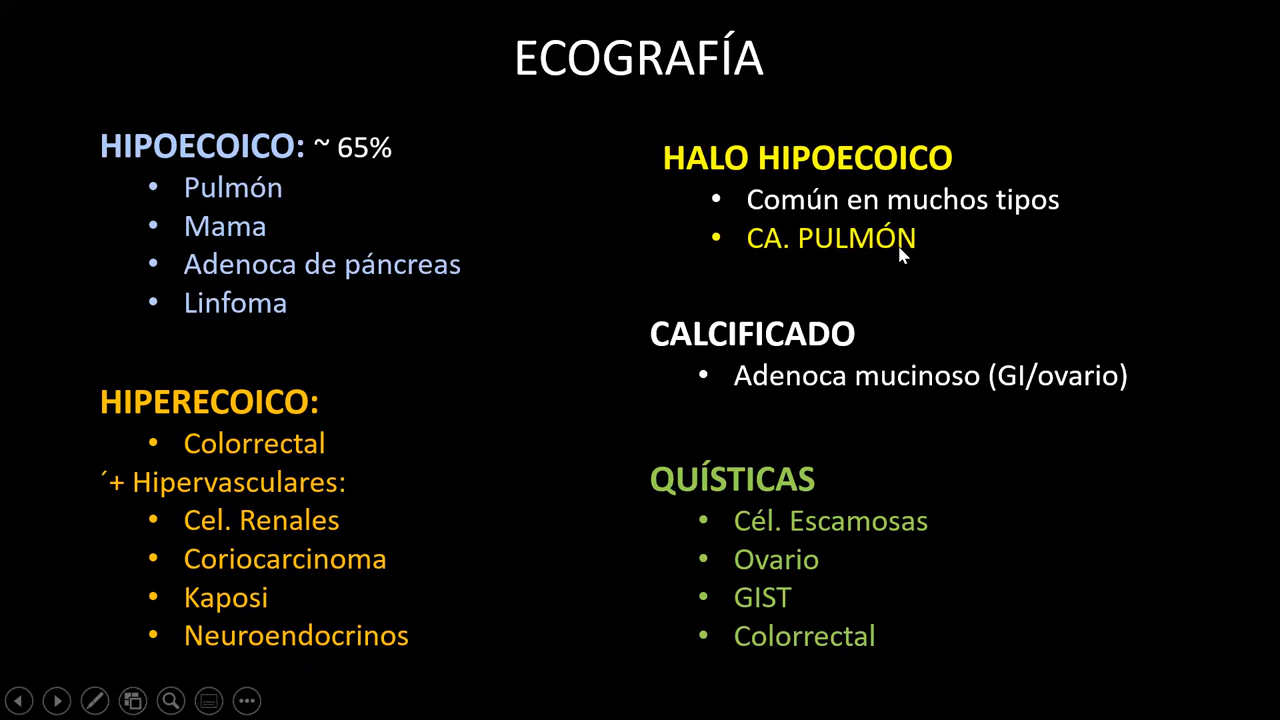 ECOGRAFÍA
HIPOECOICO: ~ 65%
• Pulmón
• Mama
• Adenoca de páncreas
• Linfoma
HIPERECOICO:
• Colorrectal
´+ Hipervasculares:
• Cel. Renales
• Coriocarcinoma
• Kaposi
• Neuroendocrinos
HALO HIPOECOICO
• Común en muchos tipos
• CA. PULMÓN
CALCIFICADO
• Adenoca mucinoso (GI/ovario)
QUÍSTICAS
• Cél. Escamosas
• Ovario
• GIST
• Colorrectal